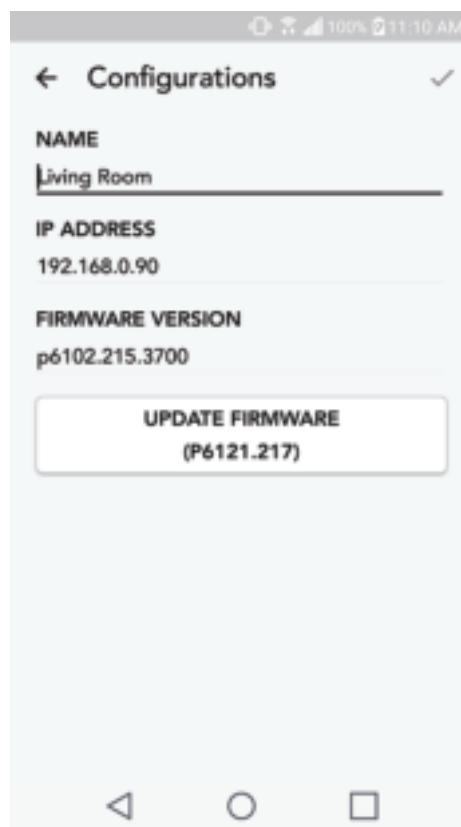 100% 11:10 AM
Configurations
NAME
Living Room
IP ADDRESS
192.168.0.90
FIRMWARE VERSION
p6102.215.3700
UPDATE FIRMWARE
(P6121.217)